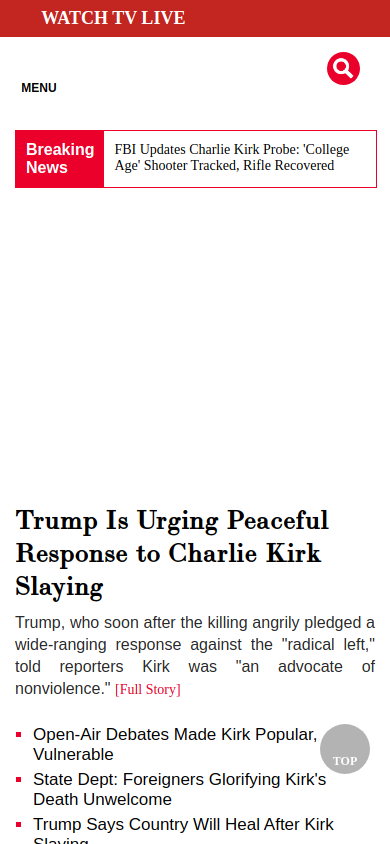 WATCH TV LIVE
MENU
Breaking
News
FBI Updates Charlie Kirk Probe: 'College
Age' Shooter Tracked, Rifle Recovered
Trump Is Urging Peaceful
Response to Charlie Kirk
Slaying
Trump, who soon after the killing angrily pledged a
wide-ranging response against the "radical left,"
told reporters Kirk was "an advocate of
nonviolence." [Full Story]
Open-Air Debates Made Kirk Popular,
Vulnerable
TOP
State Dept: Foreigners Glorifying Kirk's
Death Unwelcome
Trump Says Country Will Heal After Kirk
Slaying